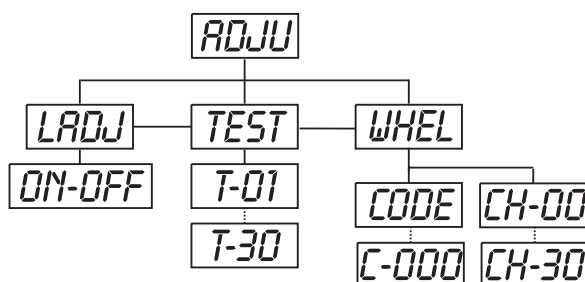 ADJU
LADJ TEST WHEL
ON-OFF T-01 CODE CH-00
T-30 C-000 CH-30